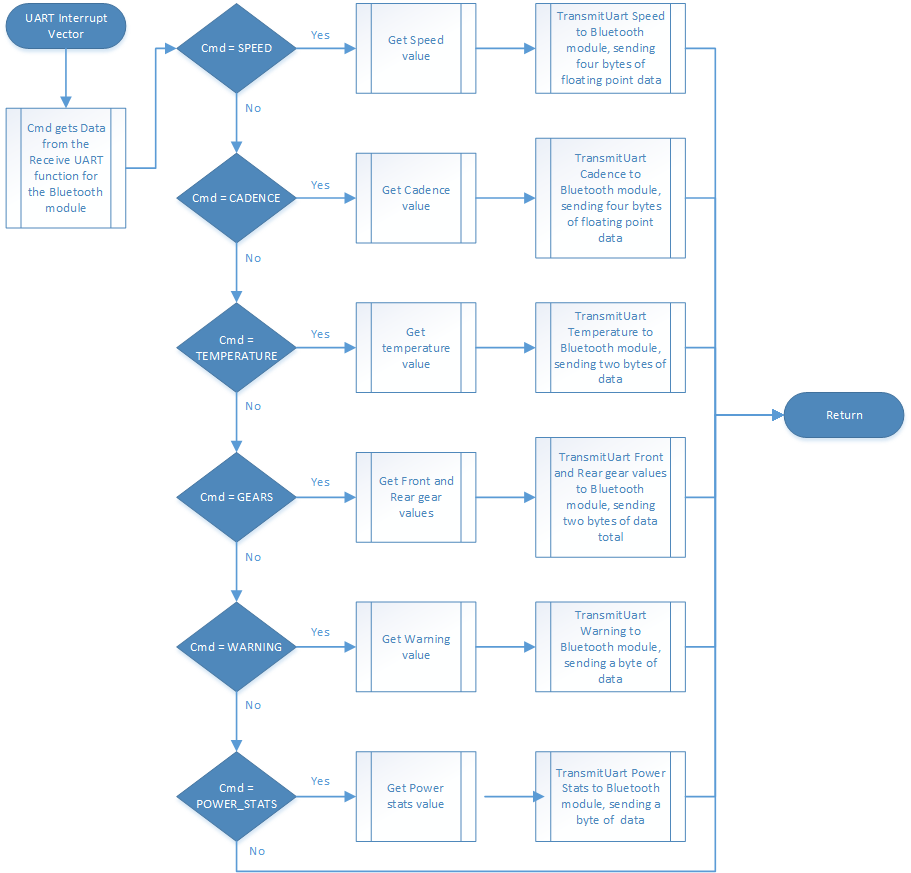 UART Interrupt
Vector
Cmd gets Data
from the
Receive UART
function for
the Bluetooth
module
Cmd = SPEED
Yes
Get Speed
value
TransmitUart Speed
to Bluetooth
module, sending
four bytes of
floating point data
No
Cmd = CADENCE
Yes
Get Cadence
value
TransmitUart
Cadence to
Bluetooth module,
sending four bytes
of floating point
data
No
Cmd =
TEMPERATURE
Yes
Get
temperature
value
TransmitUart
Temperature to
Bluetooth module,
sending two bytes of
data
No
Return
Cmd = GEARS
Yes
Get Front and
Rear gear
values
TransmitUart Front
and Rear gear values
to Bluetooth
module, sending
two bytes of data
total
No
Cmd = WARNING
Yes
Get Warning
value
TransmitUart
Warning to
Bluetooth module,
sending a byte of
data
No
Cmd =
POWER_STATS
Yes
Get Power
stats value
TransmitUart Power
Stats to Bluetooth
module, sending a
byte of data
No